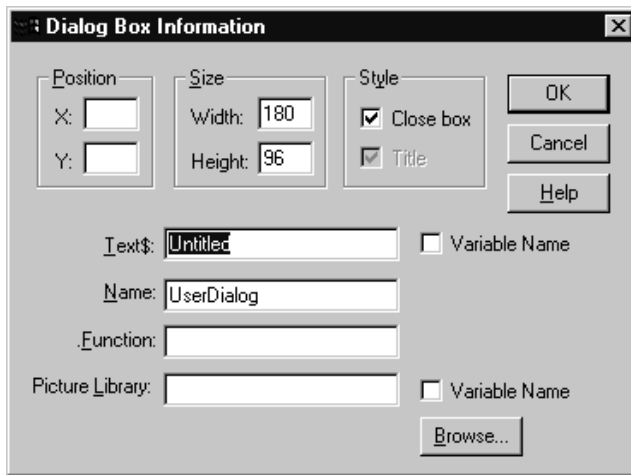 Dialog Box Information
Position
X:
Y:
Size
Width: 180
Height: 96
Style
Close box
Title
OK
Cancel
Help
Text$: Untitled
Variable Name
Name: UserDialog
.Function:
Picture Library:
Variable Name
Browse...